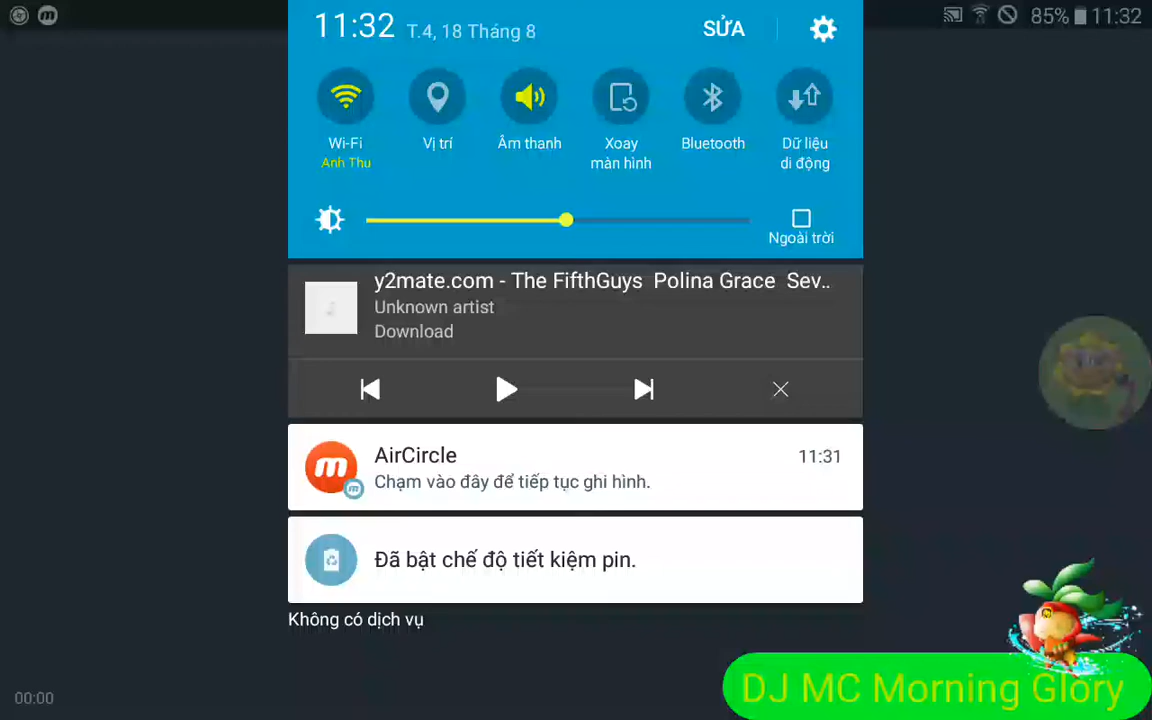 85% 11:32
11:32 T.4, 18 Tháng 8 SỬA
Wi-Fi
Anh Thu
Vị trí
Âm thanh
Xoay
màn hình
Bluetooth
Dữ liệu
di động
Ngoài trời
y2mate.com - The FifthGuys Polina Grace Sev..
Unknown artist
Download
AirCircle 11:31
Chạm vào đây để tiếp tục ghi hình.
Đã bật chế độ tiết kiệm pin.
Không có dịch vụ
00:00
DJ MC Morning Glory